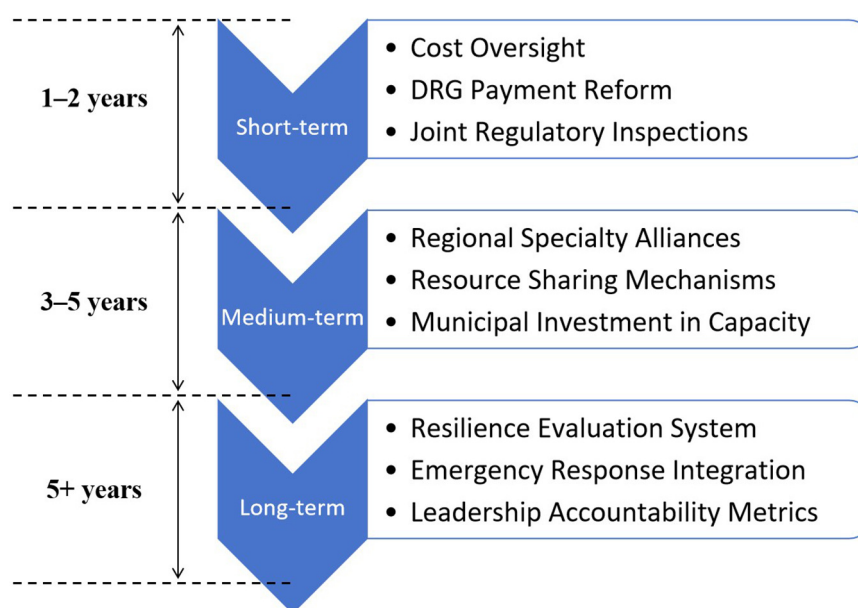 1–2 years
Short-term
• Cost Oversight
• DRG Payment Reform
• Joint Regulatory Inspections
3–5 years
Medium-term
• Regional Specialty Alliances
• Resource Sharing Mechanisms
• Municipal Investment in Capacity
5+ years
Long-term
• Resilience Evaluation System
• Emergency Response Integration
• Leadership Accountability Metrics